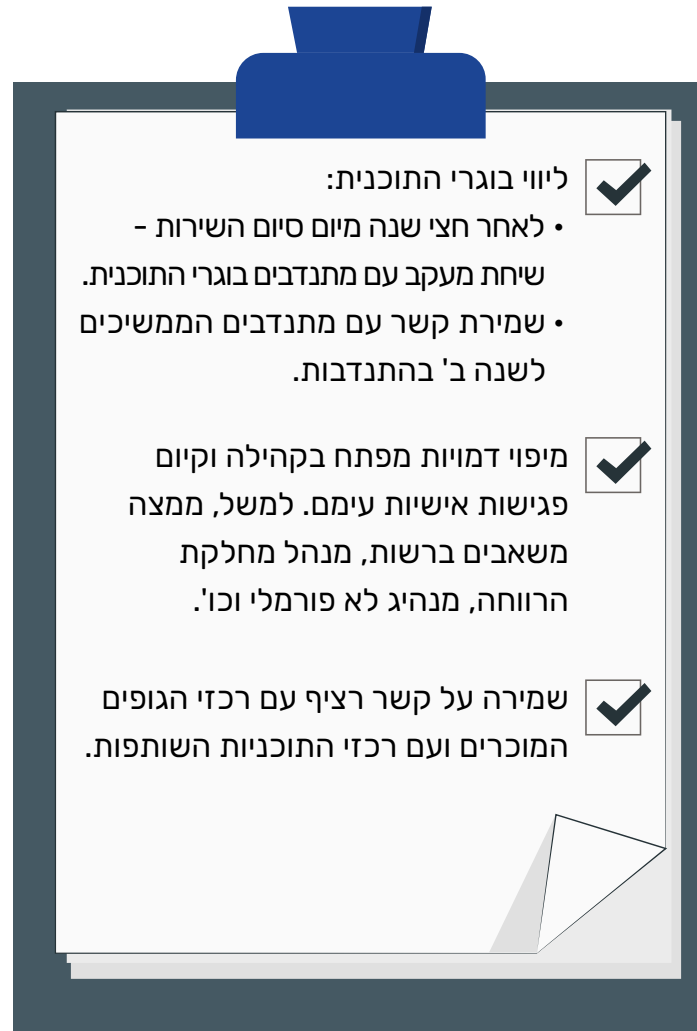 ליווי בוגרי התוכנית:
• לאחר חצי שנה מיום סיום השירות -
שיחת מעקב עם מתנדבים בוגרי התוכנית.
• שמירת קשר עם מתנדבים הממשיכים
לשנה ב' בהתנדבות.
מיפוי דמויות מפתח בקהילה וקיום
פגישות אישיות עימם. למשל, ממצה
משאבים ברשות, מנהל מחלקת
הרווחה, מנהיג לא פורמלי וכו'.
שמירה על קשר רציף עם רכזי הגופים
המוכרים ועם רכזי התוכניות השותפות.